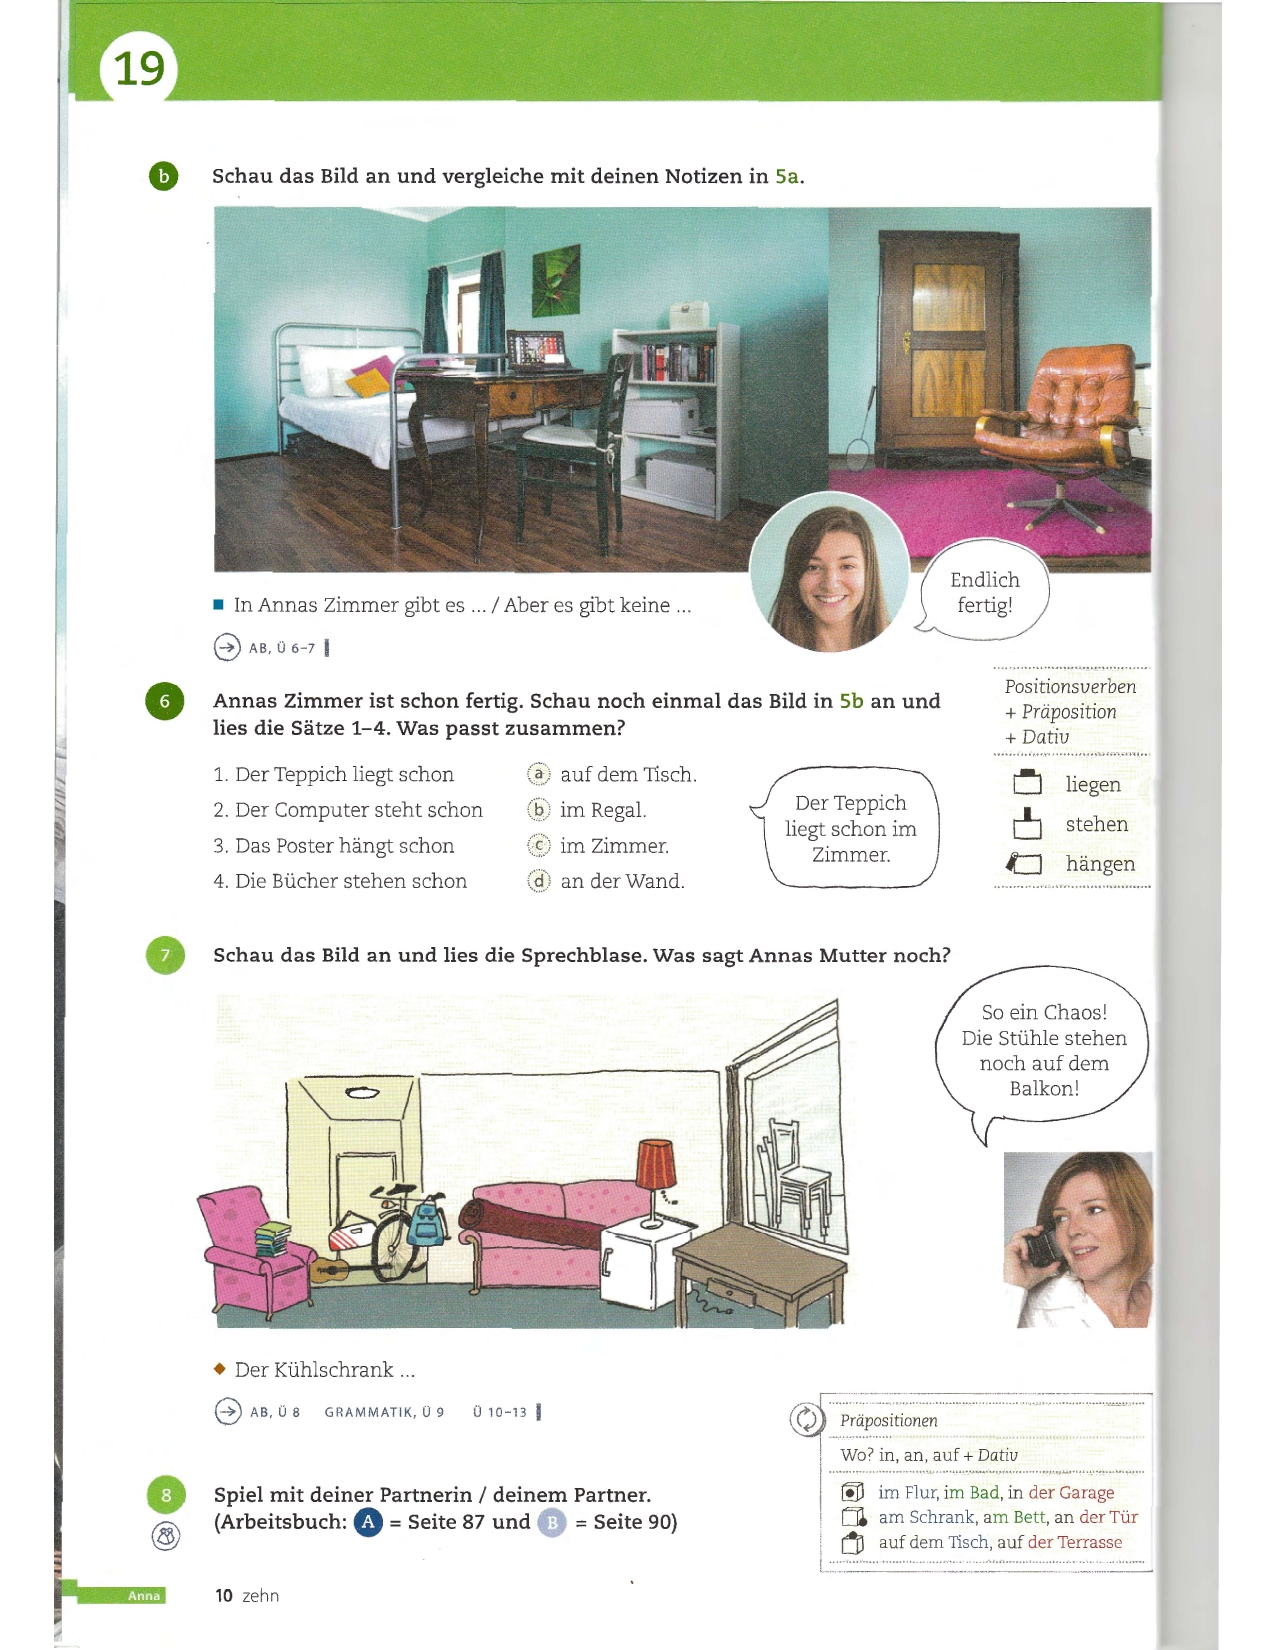 19
b
Schau das Bild an und vergleiche mit deinen Notizen in 5a.
Endlich
fertig!
In Annas Zimmer gibt es ... / Aber es gibt keine ...
AB, Ü 6–7
6
Annas Zimmer ist schon fertig. Schau noch einmal das Bild in 5b an und
lies die Sätze 1–4. Was passt zusammen?
1. Der Teppich liegt schon
2. Der Computer steht schon
3. Das Poster hängt schon
4. Die Bücher stehen schon
a auf dem Tisch.
b im Regal.
c im Zimmer.
d an der Wand.
Der Teppich
liegt schon im
Zimmer.
Positionsverben
+ Präposition
+ Dativ
liegen
stehen
hängen
7
Schau das Bild an und lies die Sprechblase. Was sagt Annas Mutter noch?
So ein Chaos!
Die Stühle stehen
noch auf dem
Balkon!
Der Kühlschrank ...
AB, Ü 8 GRAMMATIK, Ü 9 Ü 10–13
8
Spiel mit deiner Partnerin / deinem Partner.
(Arbeitsbuch: A = Seite 87 und B = Seite 90)
Präpositionen
Wo? in, an, auf + Dativ
im Flur, im Bad, in der Garage
am Schrank, am Bett, an der Tür
auf dem Tisch, auf der Terrasse
Anna
10 zehn